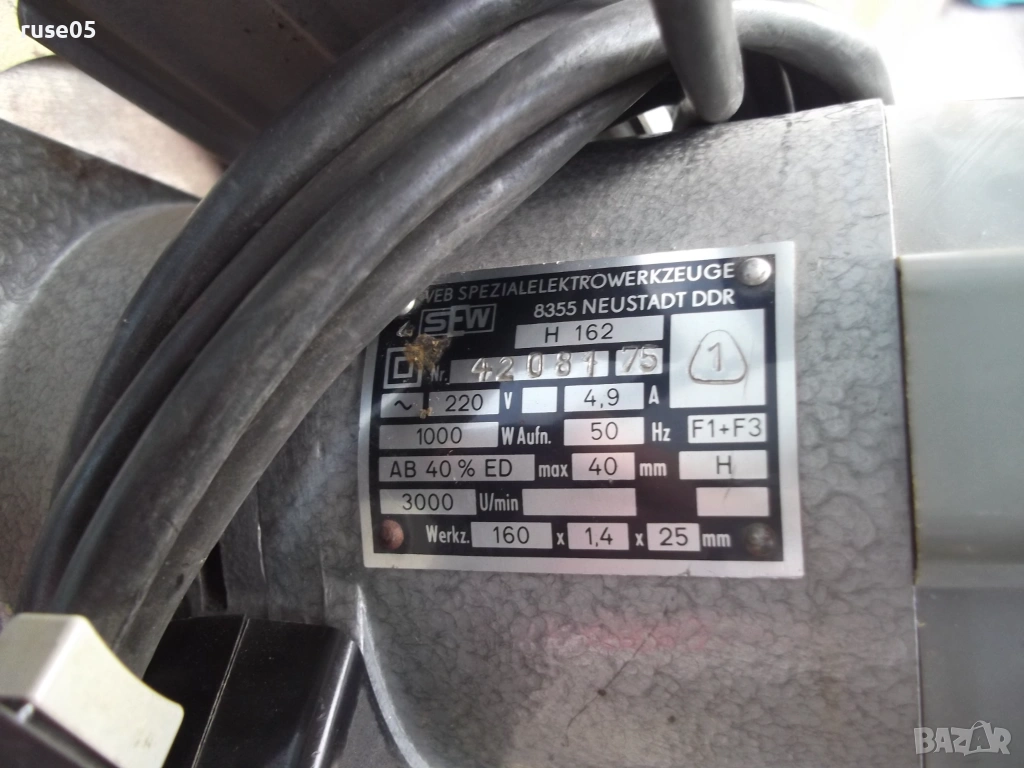 ruse05
VEB SPEZIALELEKTROWERKZEUGE
8355 NEUSTADT DDR
SEW
H 162
Nr. 42081 75
1
~ 220 V 4,9 A
1000 W Aufn. 50 Hz F1+F3
AB 40% ED max 40 mm H
3000 U/min
Werkz. 160 x 1,4 x 25 mm
BAZAR